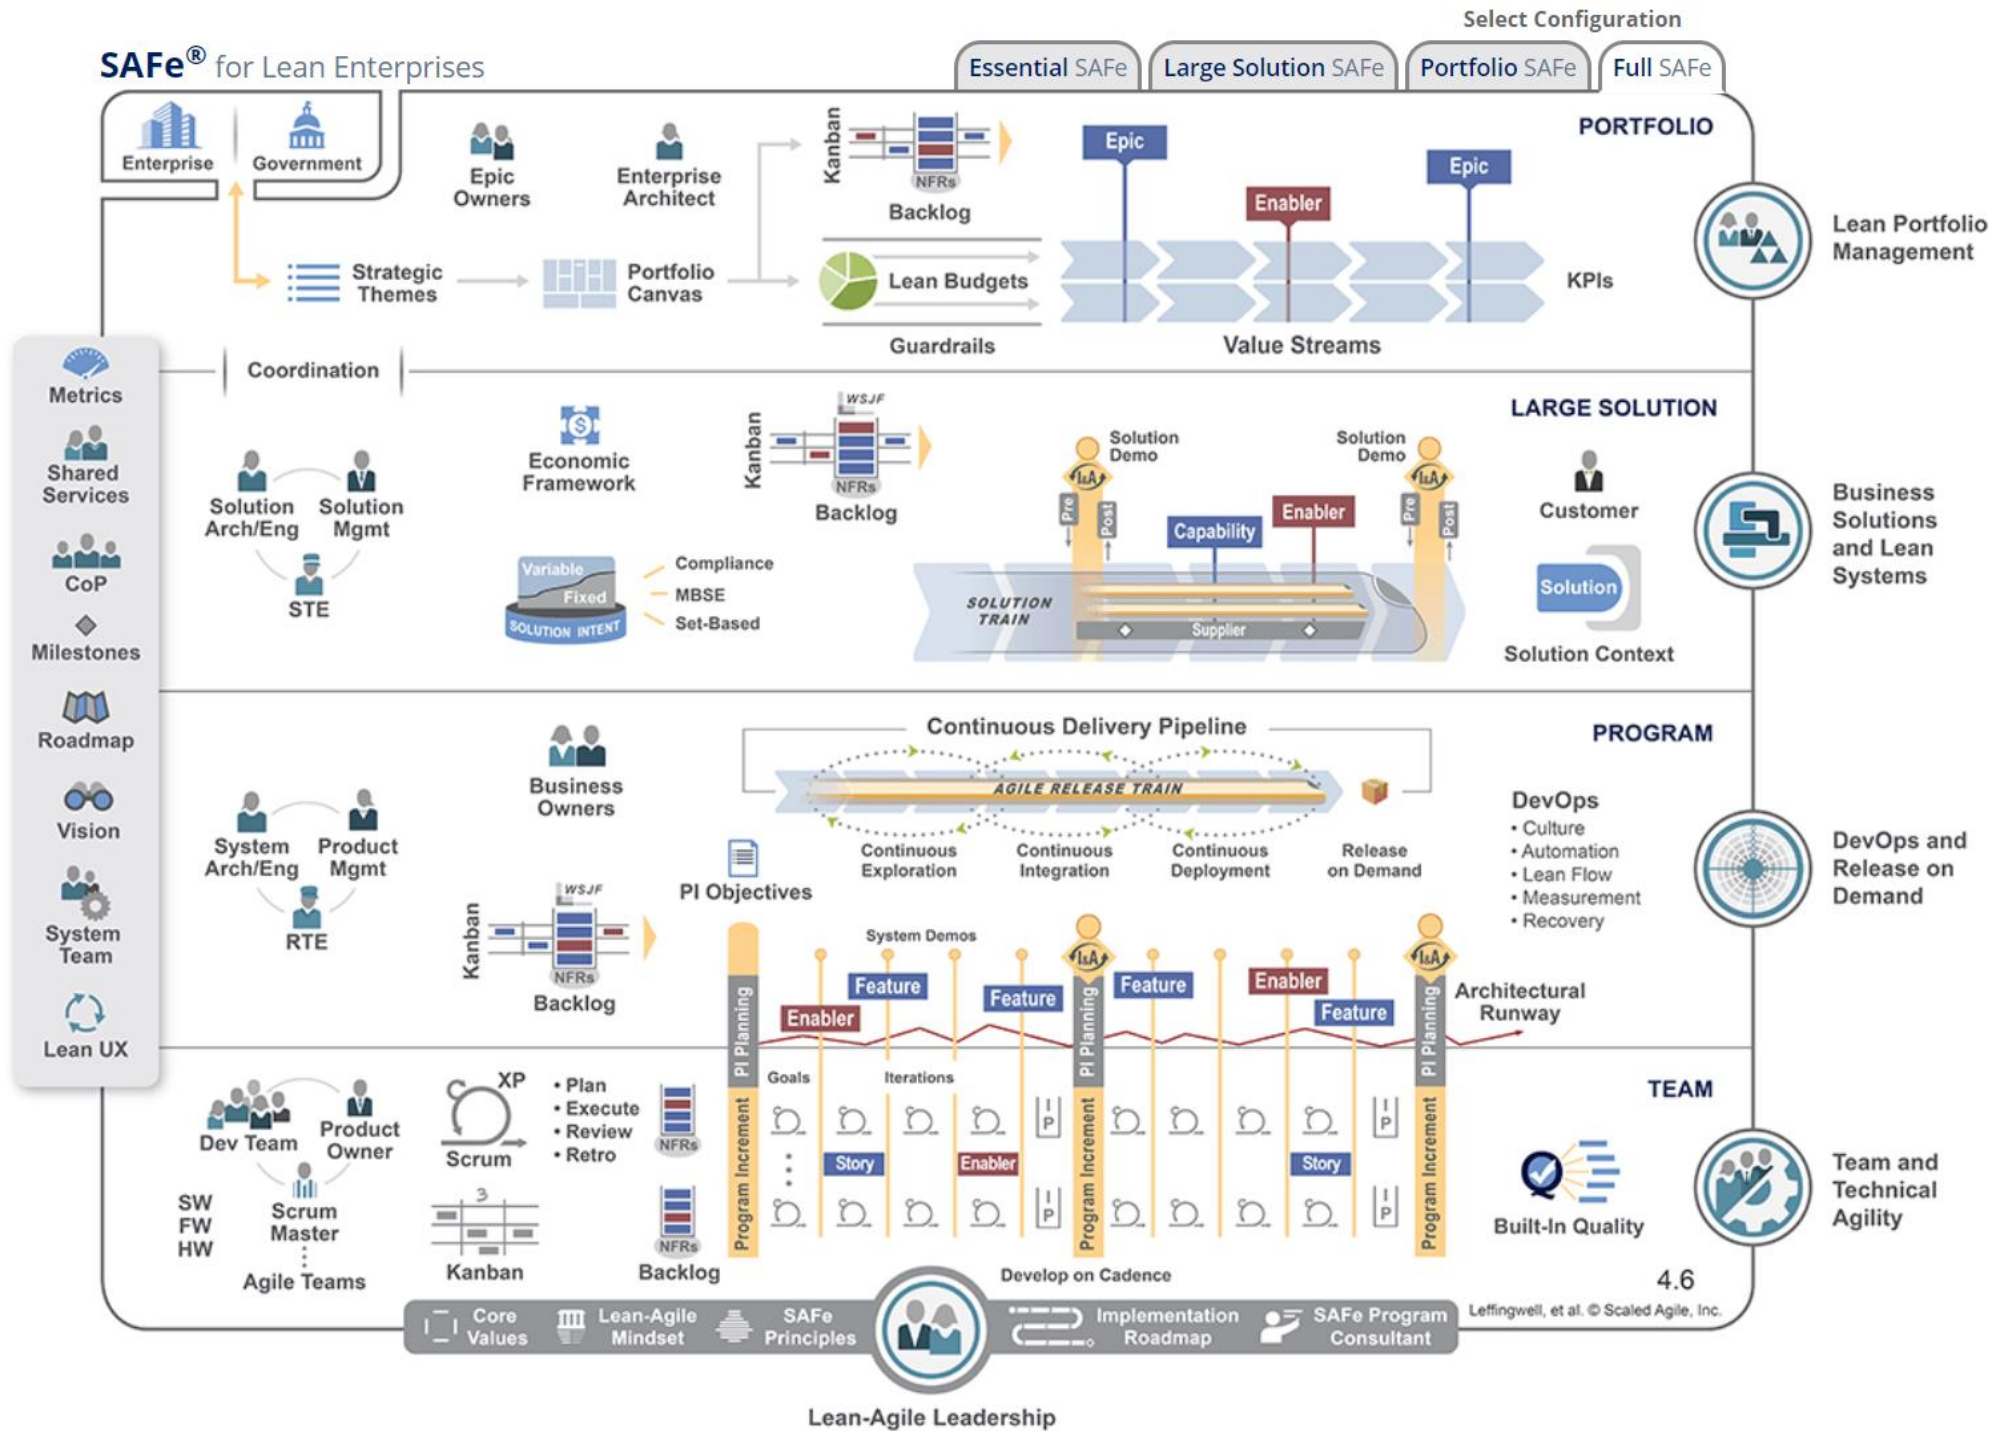 Select Configuration
SAFe® for Lean Enterprises
Essential SAFe
Large Solution SAFe
Portfolio SAFe
Full SAFe
PORTFOLIO
Enterprise
Government
Epic
Owners
Enterprise
Architect
Kanban
NFRs
Backlog
Epic
Enabler
Epic
Lean Portfolio
Management
Strategic
Themes
Portfolio
Canvas
Lean Budgets
Guardrails
KPIs
Value Streams
Coordination
Metrics
Shared
Services
CoP
Milestones
Roadmap
Vision
System
Team
Lean UX
LARGE SOLUTION
Solution
Arch/Eng
Solution
Mgmt
STE
Economic
Framework
Kanban
WSJF
NFRs
Backlog
Variable
Fixed
SOLUTION INTENT
Compliance
MBSE
Set-Based
Solution
Demo
I&A
Pre
Post
Capability
Enabler
Solution
Demo
I&A
Pre
Post
SOLUTION
TRAIN
Supplier
Customer
Solution
Solution Context
Business
Solutions
and Lean
Systems
PROGRAM
System
Arch/Eng
Product
Mgmt
RTE
Business
Owners
Continuous Delivery Pipeline
AGILE RELEASE TRAIN
Continuous
Exploration
Continuous
Integration
Continuous
Deployment
Release
on Demand
DevOps
• Culture
• Automation
• Lean Flow
• Measurement
• Recovery
DevOps and
Release on
Demand
PI Objectives
Kanban
WSJF
NFRs
Backlog
System Demos
PI Planning
Enabler
Feature
Feature
I&A
PI Planning
Feature
Enabler
Feature
I&A
PI Planning
Architectural
Runway
TEAM
Dev Team
Product
Owner
Scrum
Master
SW
FW
HW
Agile Teams
XP
Scrum
• Plan
• Execute
• Review
• Retro
3
Kanban
NFRs
NFRs
Backlog
Goals
Iterations
Program Increment
Story
Enabler
I
P
I
P
Program Increment
Story
I
P
I
P
Program Increment
Develop on Cadence
Built-In Quality
Team and
Technical
Agility
4.6
Leffingwell, et al. © Scaled Agile, Inc.
Core
Values
Lean-Agile
Mindset
SAFe
Principles
Implementation
Roadmap
SAFe Program
Consultant
Lean-Agile Leadership